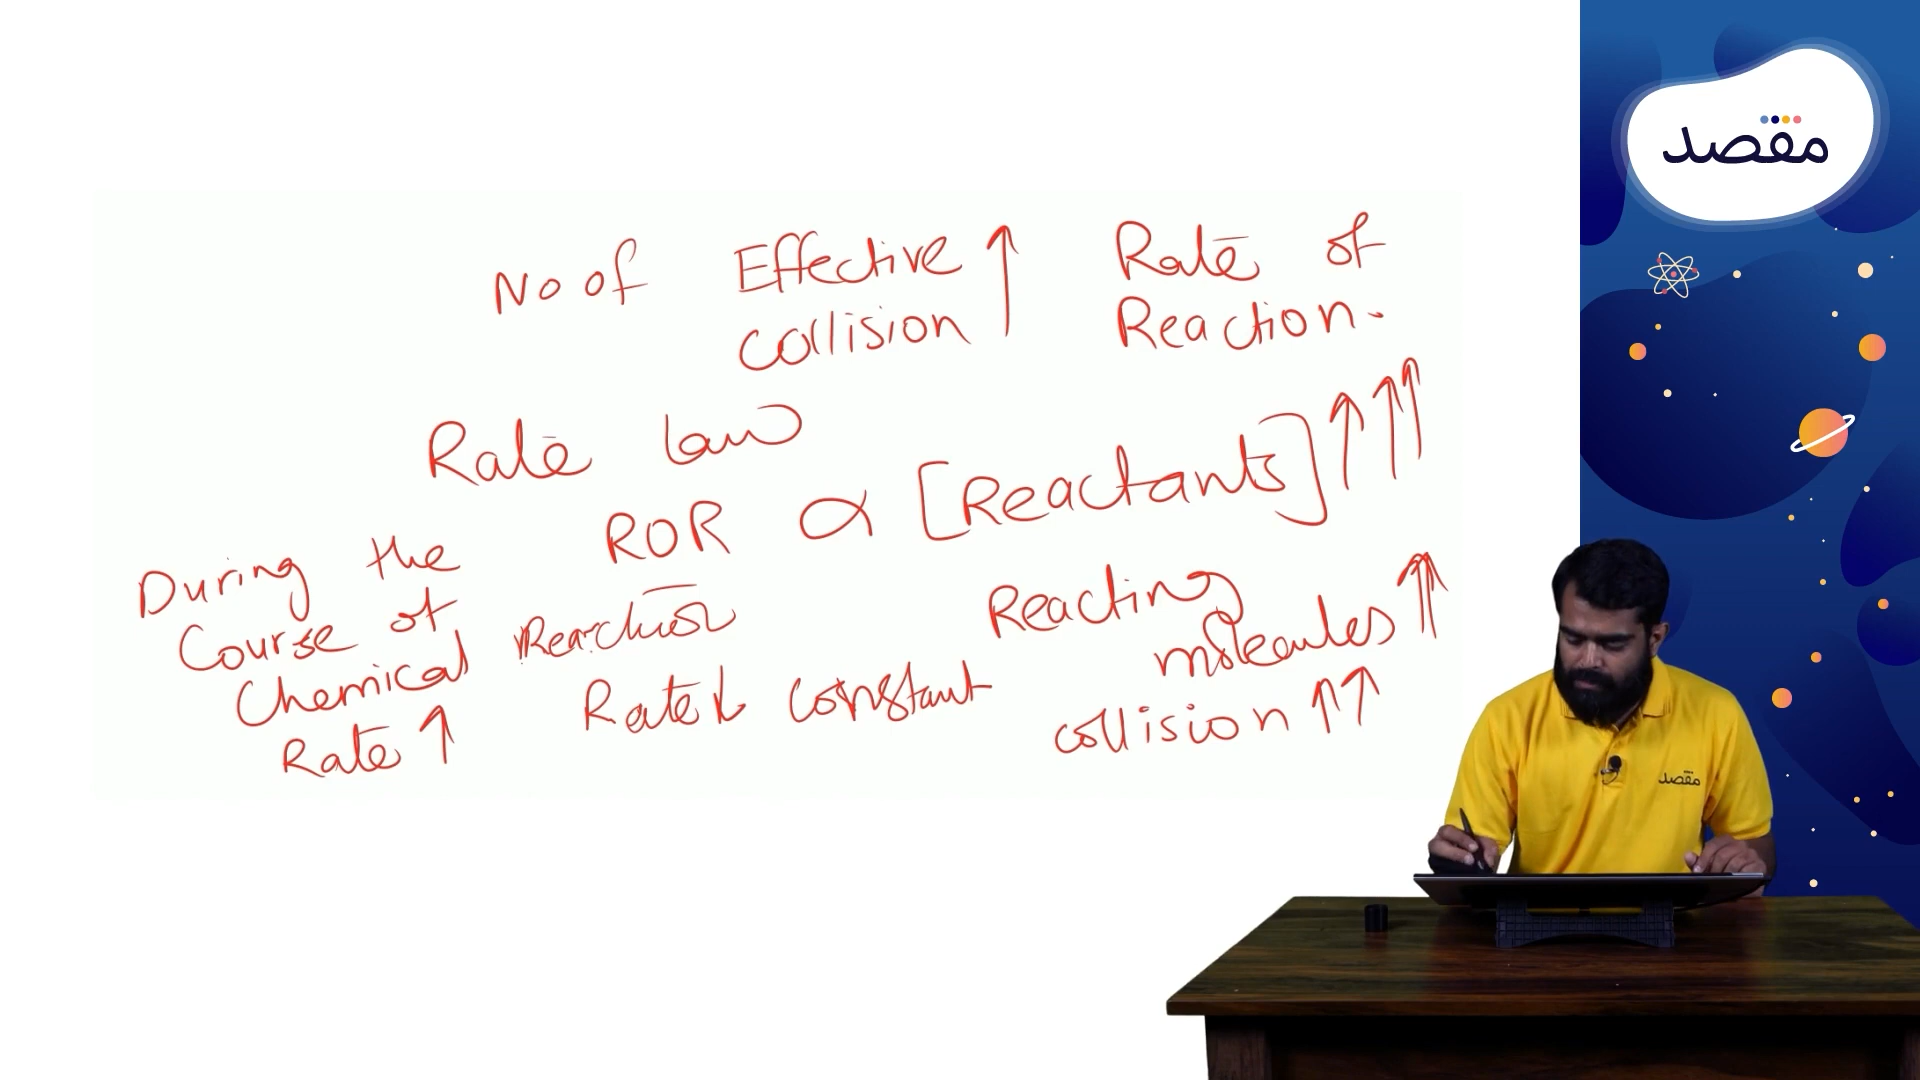 No of Effective ↑ Rate of
collision Reaction.
Rate law
ROR ∝ [Reactants] ↑↑↑
During the
Course of
Chemical Reaction
Rate ↑ Rate ↓ constant
Reacting
molecules ↑↑
collision ↑↑
مقصد
مقصد